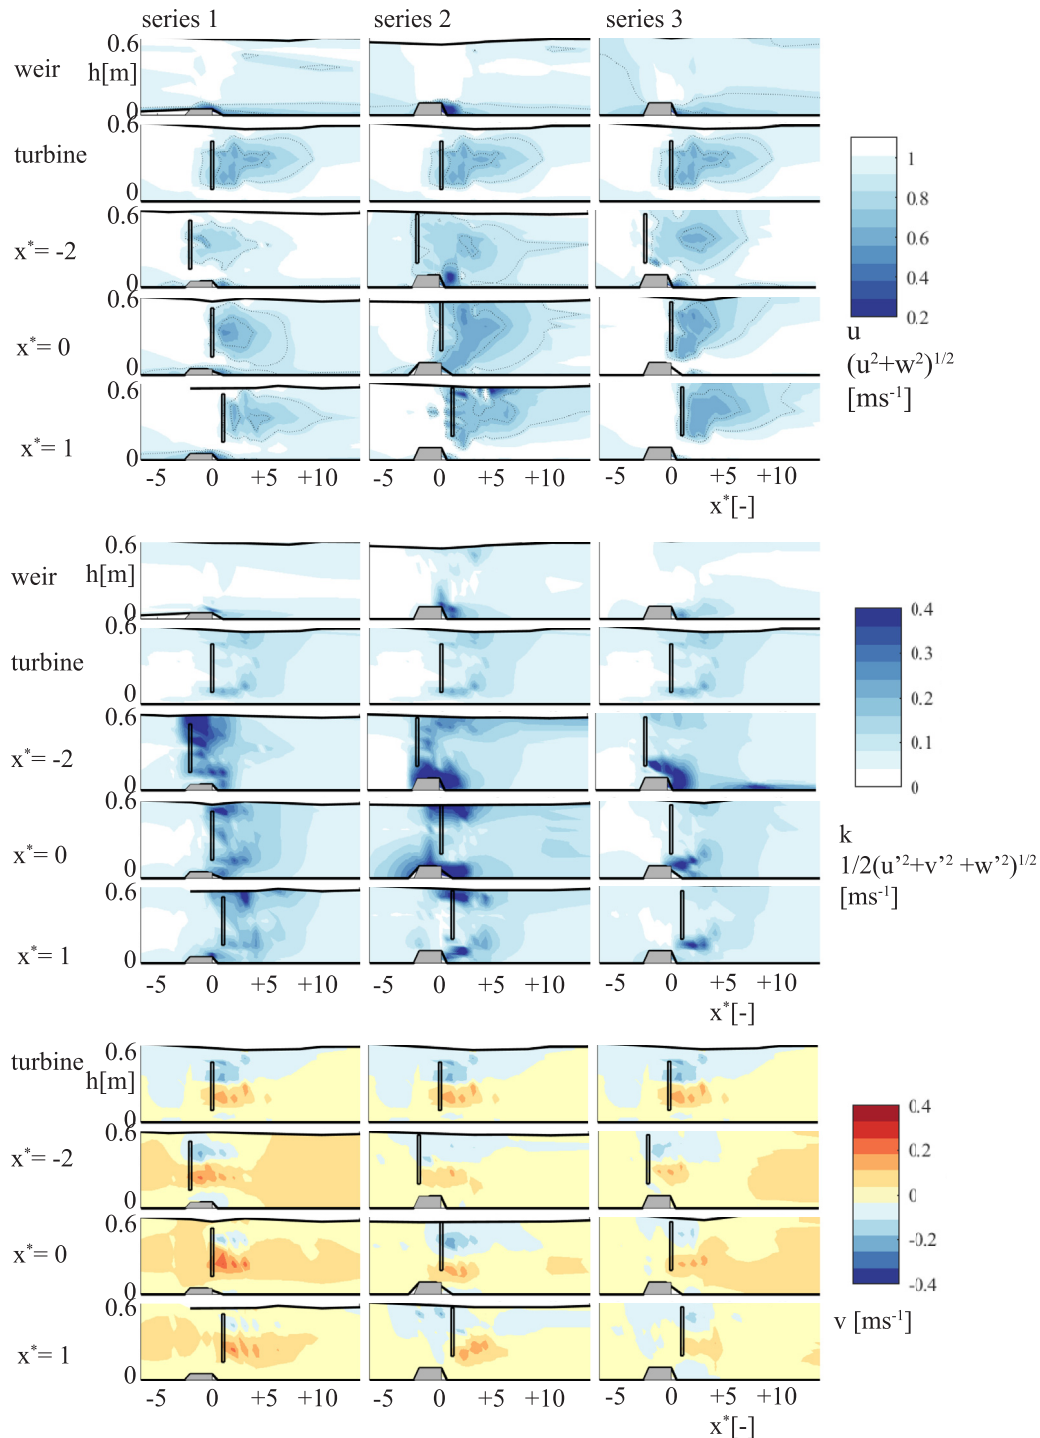 series 1 series 2 series 3
0.6
weir h[m]
0
0.6
turbine
0
0.6
x*= -2
0
0.6
x*= 0
0
0.6
x*= 1
0
-5 0 +5 +10 0 +5 +10 0 +5 +10
x*[-]
1
0.8
0.6
0.4
0.2
u
(u²+w²)^1/2
[ms⁻¹]
0.6
weir h[m]
0
0.6
turbine
0
0.6
x*= -2
0
0.6
x*= 0
0
0.6
x*= 1
0
-5 0 +5 +10 0 +5 +10 0 +5 +10
x*[-]
0.4
0.3
0.2
0.1
0
k
1/2(u'²+v'² +w'²)^1/2
[ms⁻¹]
turbine 0.6
h[m]
0
0.6
x*= -2
0
0.6
x*= 0
0
0.6
x*= 1
0
-5 0 +5 +10 0 +5 +10 0 +5 +10
x*[-]
0.4
0.2
0
-0.2
-0.4
v [ms⁻¹]